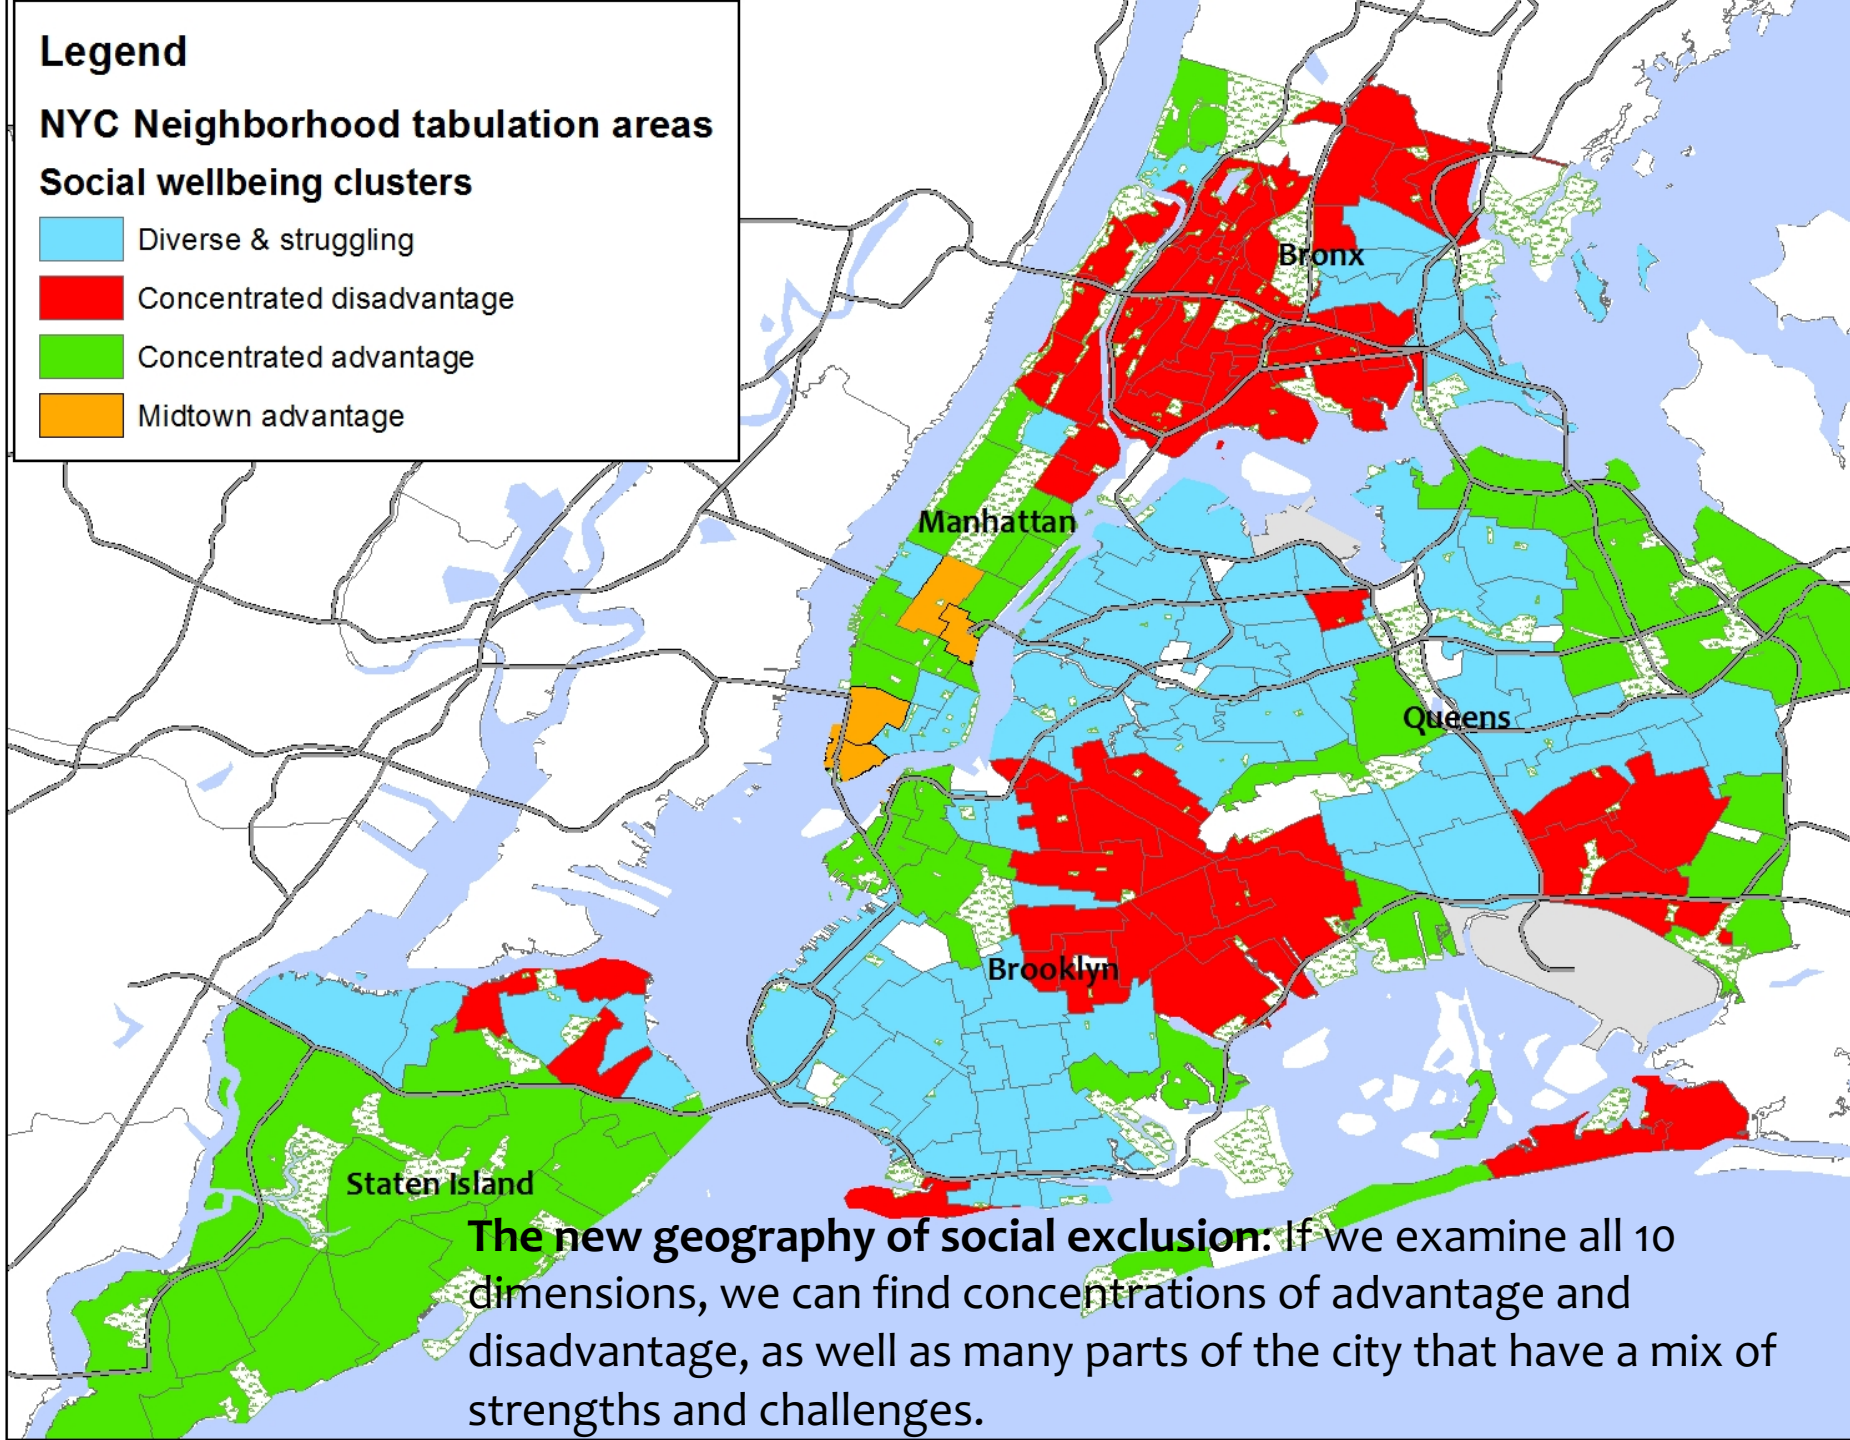 Legend
NYC Neighborhood tabulation areas
Social wellbeing clusters
Diverse & struggling
Concentrated disadvantage
Concentrated advantage
Midtown advantage
Bronx
Manhattan
Queens
Brooklyn
Staten Island
The new geography of social exclusion: If we examine all 10
dimensions, we can find concentrations of advantage and
disadvantage, as well as many parts of the city that have a mix of
strengths and challenges.